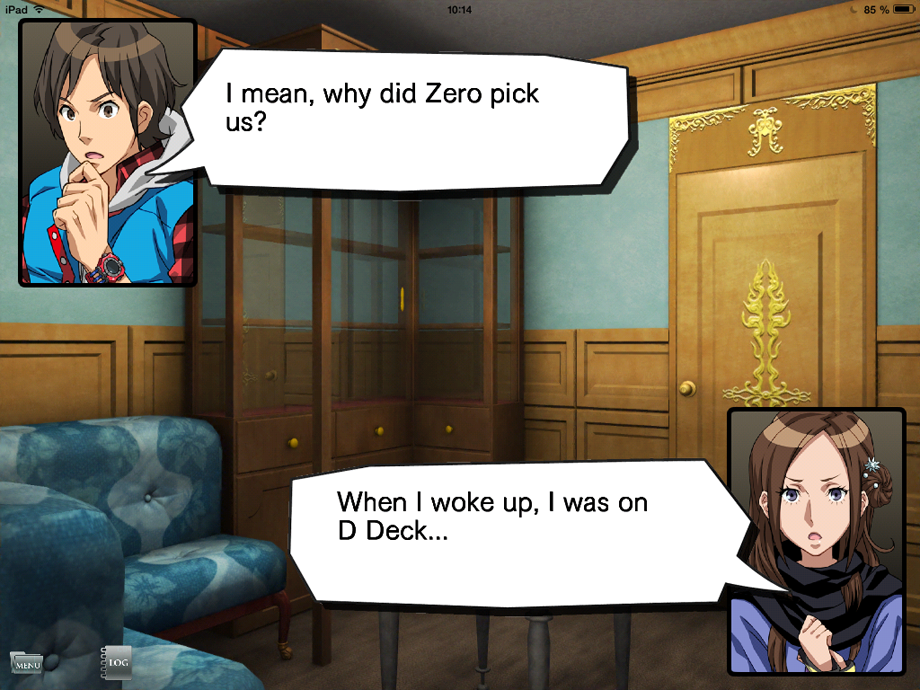 iPad 10:14 85 %
I mean, why did Zero pick
us?
When I woke up, I was on
D Deck...
MENU LOG